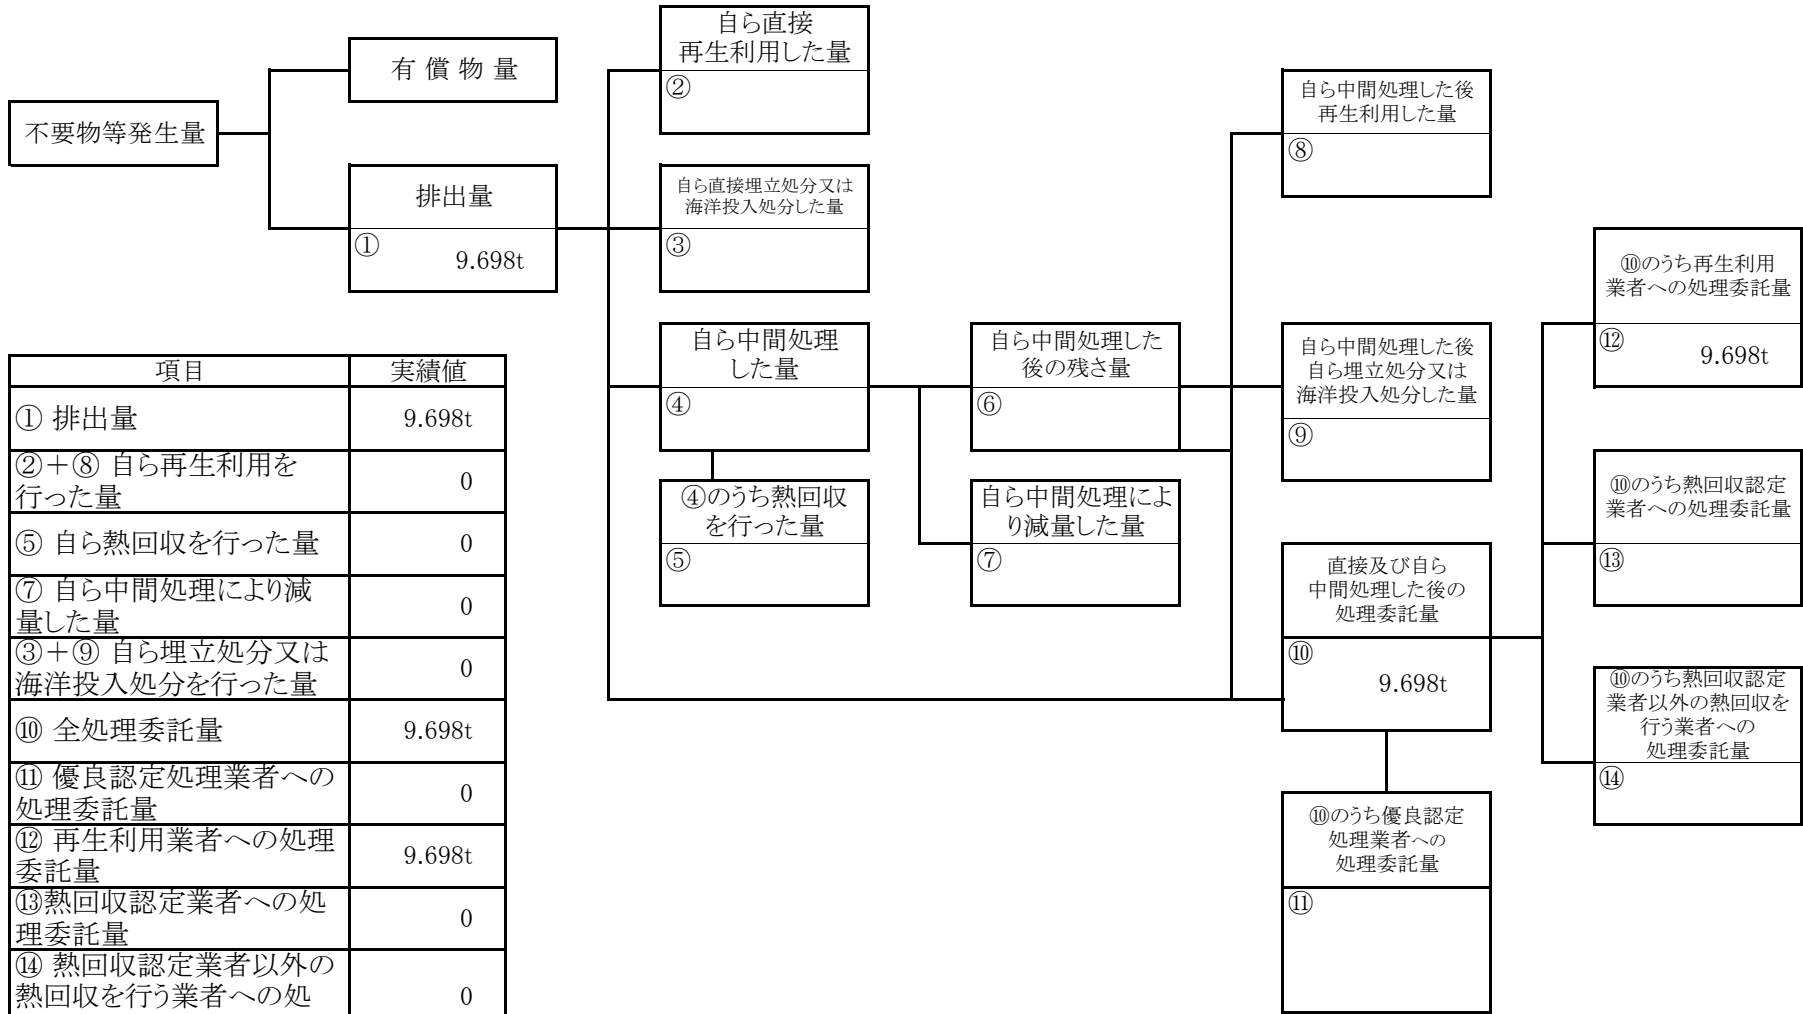 不要物等発生量
有 償 物 量
排出量
①
9.698t
自ら直接
再生利用した量
②
自ら直接埋立処分又は
海洋投入処分した量
③
自ら中間処理
した量
④
④のうち熱回収
を行った量
⑤
自ら中間処理した
後の残さ量
⑥
自ら中間処理によ
り減量した量
⑦
自ら中間処理した後
再生利用した量
⑧
自ら中間処理した後
自ら埋立処分又は
海洋投入処分した量
⑨
直接及び自ら
中間処理した後の
処理委託量
⑩
9.698t
⑩のうち優良認定
処理業者への
処理委託量
⑪
⑩のうち再生利用
業者への処理委託量
⑫
9.698t
⑩のうち熱回収認定
業者への処理委託量
⑬
⑩のうち熱回収認定
業者以外の熱回収を
行う業者への
処理委託量
⑭
項目 実績値
① 排出量 9.698t
②+⑧ 自ら再生利用を
行った量 0
⑤ 自ら熱回収を行った量 0
⑦ 自ら中間処理により減
量した量 0
③+⑨ 自ら埋立処分又は
海洋投入処分を行った量 0
⑩ 全処理委託量 9.698t
⑪ 優良認定処理業者への
処理委託量 0
⑫ 再生利用業者への処理
委託量 9.698t
⑬熱回収認定業者への処
理委託量 0
⑭ 熱回収認定業者以外の
熱回収を行う業者への処 0